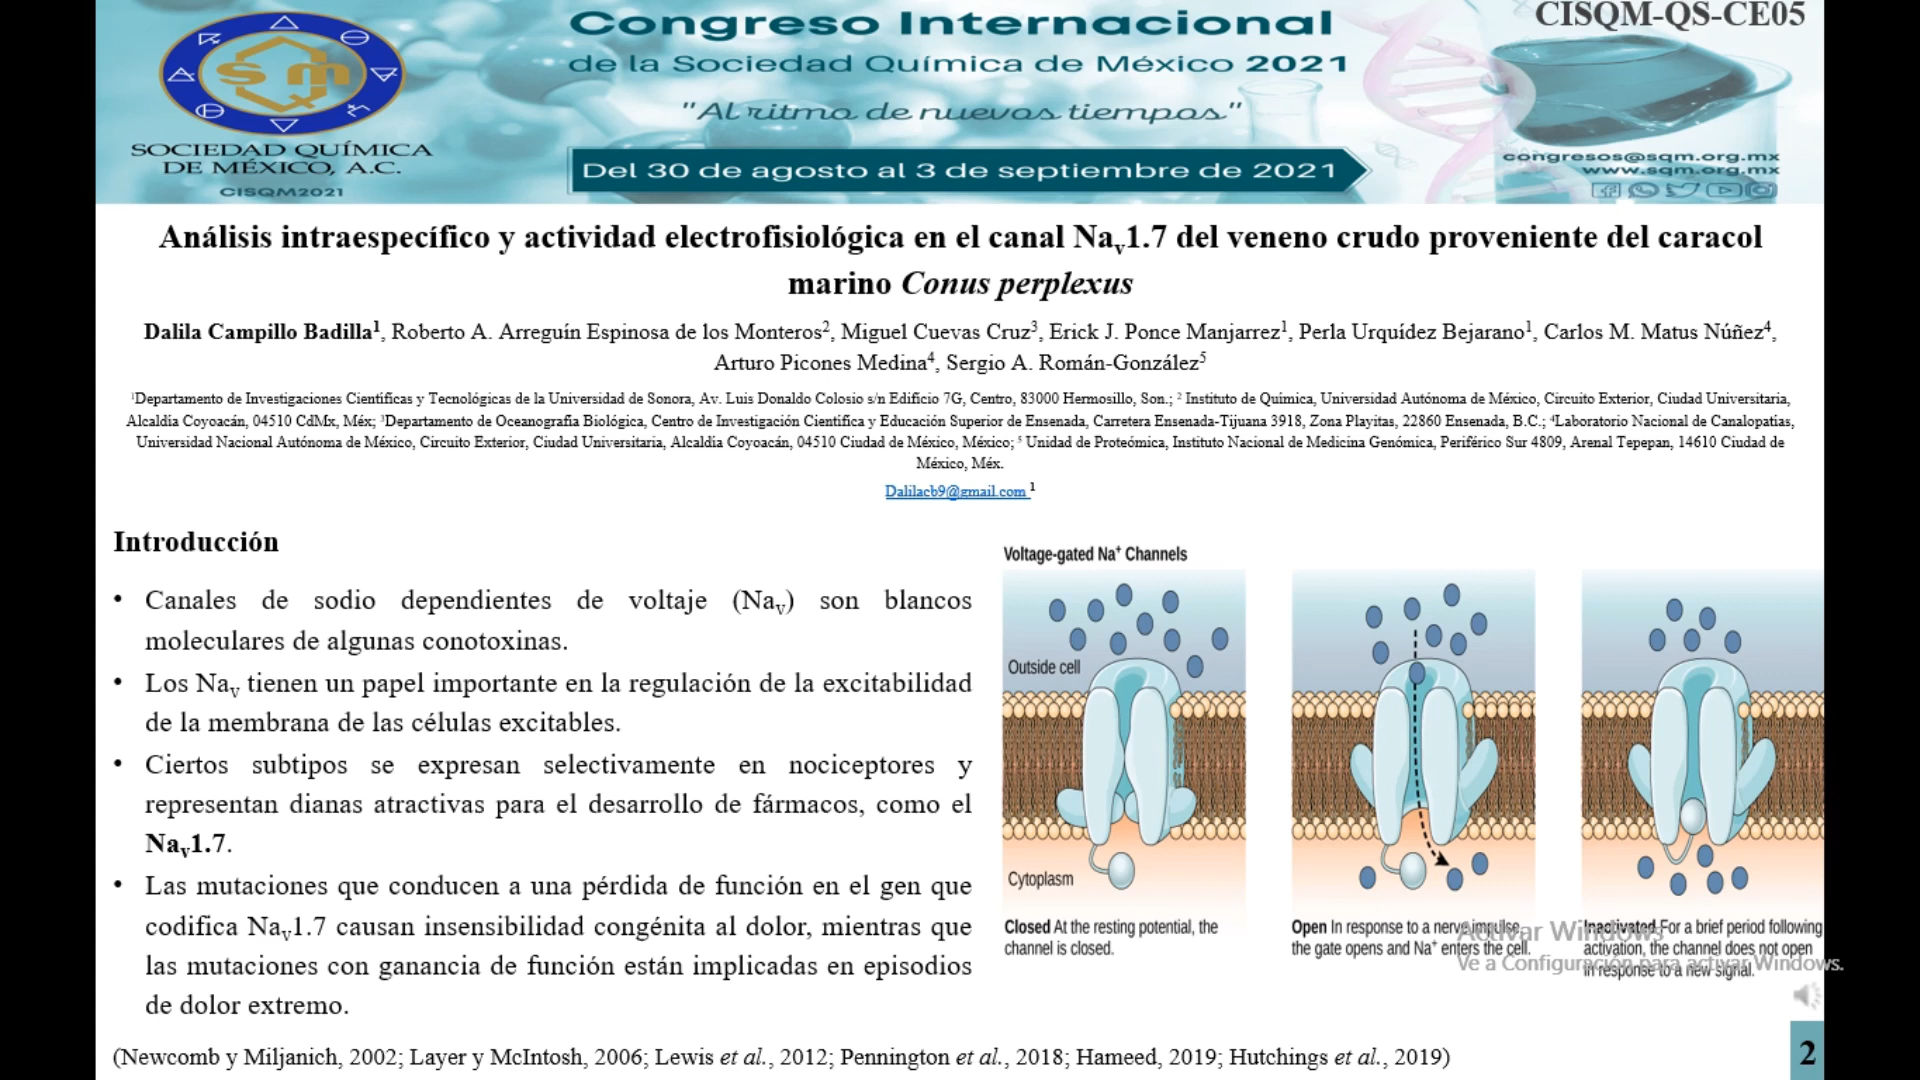 CISQM-QS-CE05
Congreso Internacional
de la Sociedad Química de México 2021
"Al ritmo de nuevos tiempos"
Del 30 de agosto al 3 de septiembre de 2021
SQM
SOCIEDAD QUÍMICA
DE MÉXICO, A.C.
CISQM2021
congresos@sqm.org.mx
www.sqm.org.mx
Análisis intraespecífico y actividad electrofisiológica en el canal Nav1.7 del veneno crudo proveniente del caracol
marino Conus perplexus
Dalila Campillo Badilla1, Roberto A. Arreguín Espinosa de los Monteros2, Miguel Cuevas Cruz3, Erick J. Ponce Manjarrez1, Perla Urquídez Bejarano1, Carlos M. Matus Núñez4,
Arturo Picones Medina4, Sergio A. Román-González5
1Departamento de Investigaciones Científicas y Tecnológicas de la Universidad de Sonora, Av. Luis Donaldo Colosio s/n Edificio 7G, Centro, 83000 Hermosillo, Son.; 2 Instituto de Química, Universidad Autónoma de México, Circuito Exterior, Ciudad Universitaria,
Alcaldía Coyoacán, 04510 CdMx, Méx; 3Departamento de Oceanografía Biológica, Centro de Investigación Científica y Educación Superior de Ensenada, Carretera Ensenada-Tijuana 3918, Zona Playitas, 22860 Ensenada, B.C.; 4Laboratorio Nacional de Canalopatías,
Universidad Nacional Autónoma de México, Circuito Exterior, Ciudad Universitaria, Alcaldía Coyoacán, 04510 Ciudad de México, México; 5 Unidad de Proteómica, Instituto Nacional de Medicina Genómica, Periférico Sur 4809, Arenal Tepepan, 14610 Ciudad de
México, Méx.
Dalilacb9@gmail.com 1
Introducción
• Canales de sodio dependientes de voltaje (Nav) son blancos
moleculares de algunas conotoxinas.
• Los Nav tienen un papel importante en la regulación de la excitabilidad
de la membrana de las células excitables.
• Ciertos subtipos se expresan selectivamente en nociceptores y
representan dianas atractivas para el desarrollo de fármacos, como el
Nav1.7.
• Las mutaciones que conducen a una pérdida de función en el gen que
codifica Nav1.7 causan insensibilidad congénita al dolor, mientras que
las mutaciones con ganancia de función están implicadas en episodios
de dolor extremo.
Voltage-gated Na+ Channels
Outside cell
Cytoplasm
Closed At the resting potential, the
channel is closed.
Open In response to a nerve impulse,
the gate opens and Na+ enters the cell.
Inactivated For a brief period following
activation, the channel does not open
in response to a new signal.
Activar Windows
Ve a Configuración para activar Windows.
(Newcomb y Miljanich, 2002; Layer y McIntosh, 2006; Lewis et al., 2012; Pennington et al., 2018; Hameed, 2019; Hutchings et al., 2019)
2